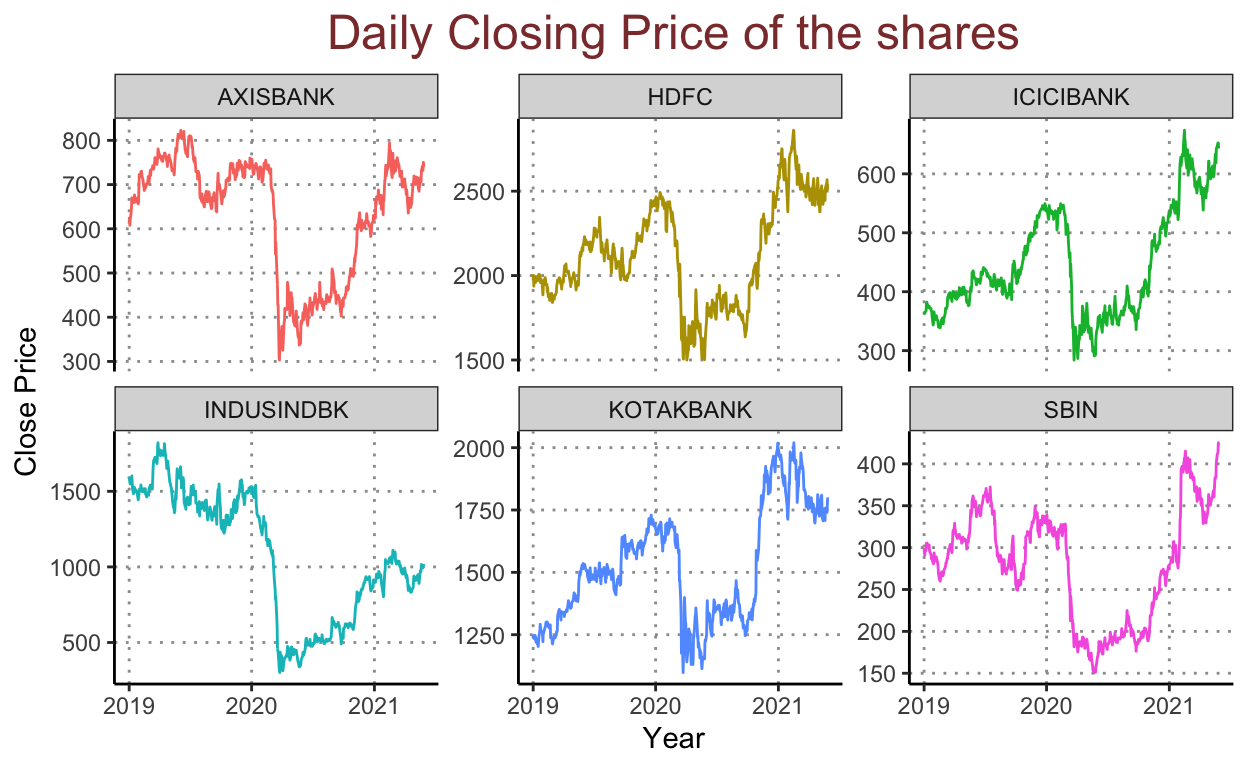 Daily Closing Price of the shares
AXISBANK
HDFC
ICICIBANK
800
700
600
500
400
300
2500
2000
1500
600
500
400
300
INDUSINDBK
KOTAKBANK
SBIN
1500
1000
500
2000
1750
1500
1250
400
350
300
250
200
150
2019 2020 2021
2019 2020 2021
2019 2020 2021
Close Price
Year